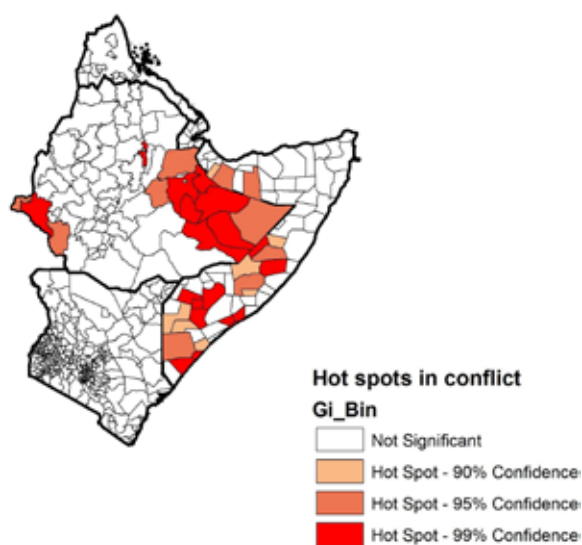 Hot spots in conflict
Gi_Bin
Not Significant
Hot Spot - 90% Confidence
Hot Spot - 95% Confidence
Hot Spot - 99% Confidence